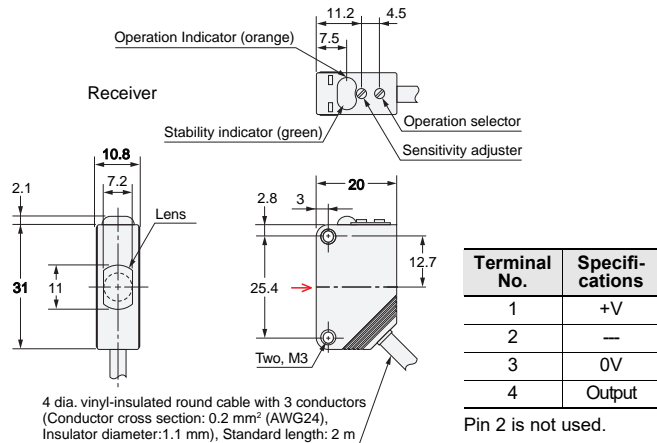 11.2
4.5
Operation Indicator (orange)
7.5
Receiver
Operation selector
Stability indicator (green)
Sensitivity adjuster
10.8
7.2
2.1
Lens
31
11
20
2.8
3
25.4
12.7
Two, M3
4 dia. vinyl-insulated round cable with 3 conductors
(Conductor cross section: 0.2 mm² (AWG24),
Insulator diameter:1.1 mm), Standard length: 2 m
Terminal No. Specifi-cations
1 +V
2 ---
3 0V
4 Output
Pin 2 is not used.